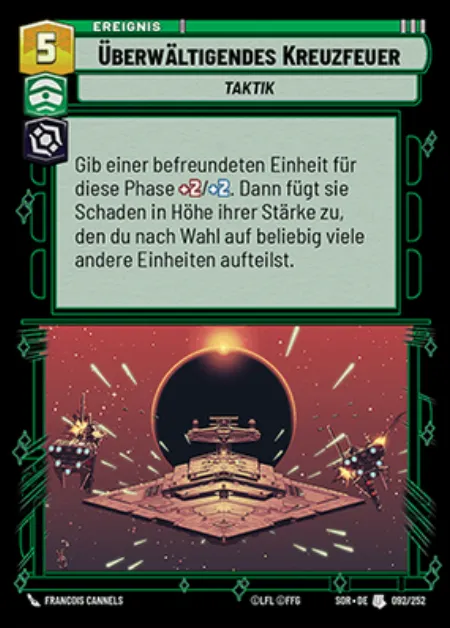 EREIGNIS
5
ÜBERWÄLTIGENDES KREUZFEUER
TAKTIK
Gib einer befreundeten Einheit für
diese Phase +2/+2. Dann fügt sie
Schaden in Höhe ihrer Stärke zu,
den du nach Wahl auf beliebig viele
andere Einheiten aufteilst.
FRANCOIS CANNELS
©LFL ©FFG
SOR • DE
092/252